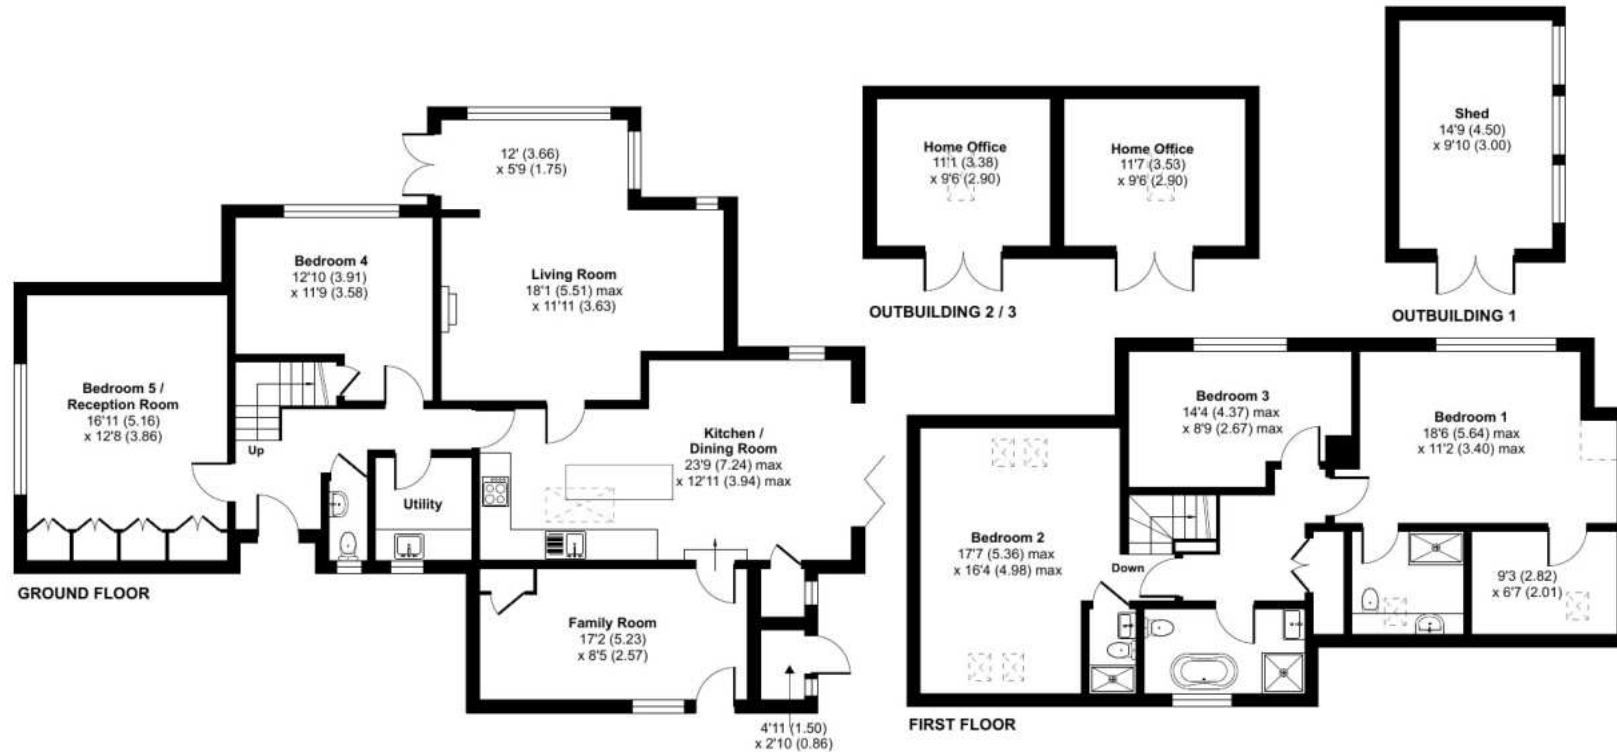 12' (3.66)
x 5'9 (1.75)
Bedroom 4
12'10 (3.91)
x 11'9 (3.58)
Living Room
18'1 (5.51) max
x 11'11 (3.63)
Bedroom 5 /
Reception Room
16'11 (5.16)
x 12'8 (3.86)
Up
Utility
Kitchen /
Dining Room
23'9 (7.24) max
x 12'11 (3.94) max
GROUND FLOOR
Family Room
17'2 (5.23)
x 8'5 (2.57)
4'11 (1.50)
x 2'10 (0.86)
Home Office
11'1 (3.38)
x 9'6 (2.90)
Home Office
11'7 (3.53)
x 9'6 (2.90)
OUTBUILDING 2 / 3
Shed
14'9 (4.50)
x 9'10 (3.00)
OUTBUILDING 1
Bedroom 3
14'4 (4.37) max
x 8'9 (2.67) max
Bedroom 1
18'6 (5.64) max
x 11'2 (3.40) max
Bedroom 2
17'7 (5.36) max
x 16'4 (4.98) max
Down
9'3 (2.82)
x 6'7 (2.01)
FIRST FLOOR